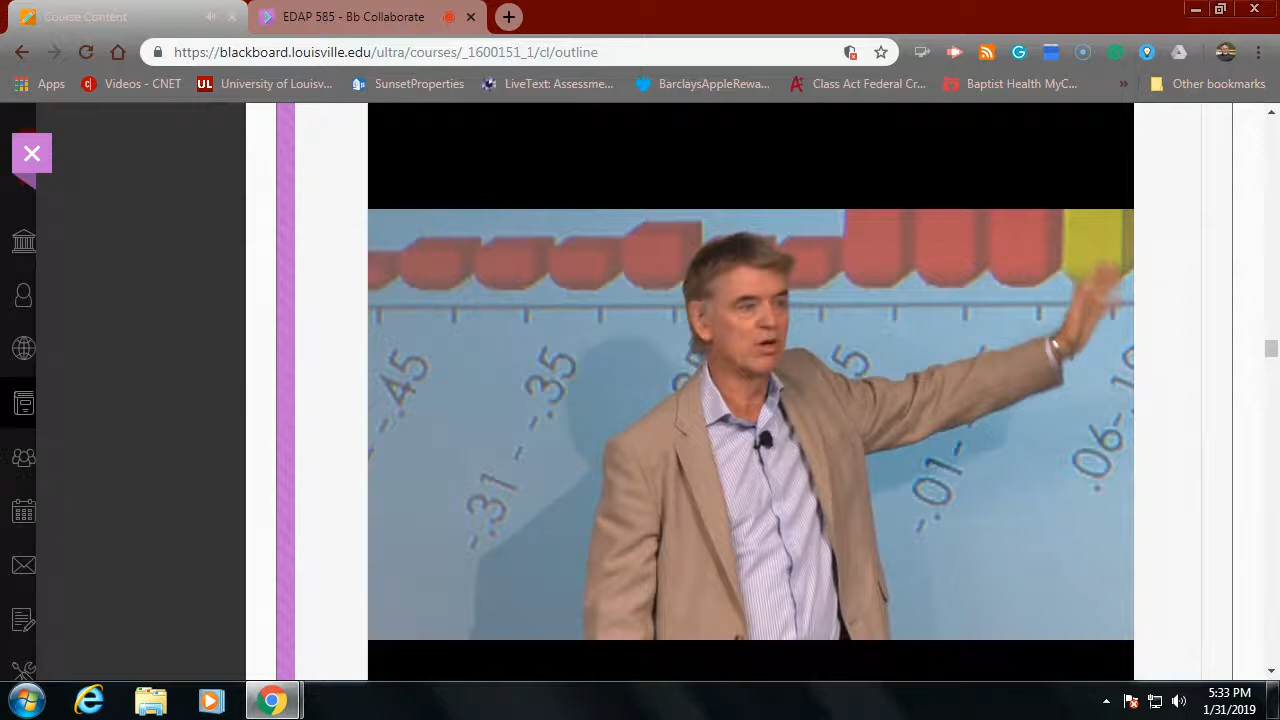 Course Content
EDAP 585 - Bb Collaborate
https://blackboard.louisville.edu/ultra/courses/_1600151_1/cl/outline
Apps
Videos - CNET
UL
University of Louisv...
SunsetProperties
LiveText Assessme...
BarclaysAppleRewa...
Class Act Federal Cr...
Baptist Health MyC...
»
Other bookmarks
- -.45
-.31 - -.35
-.01-
.06-.10
5:33 PM
1/31/2019